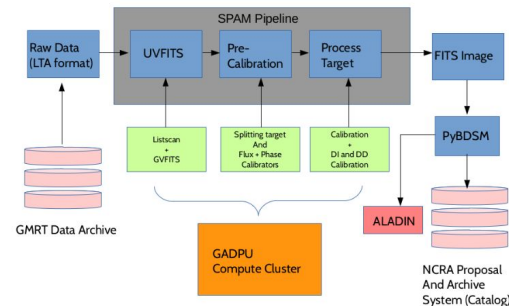 SPAM Pipeline
Raw Data
(LTA format)
UVFITS
Pre-
Calibration
Process
Target
FITS Image
Listscan
+
GVFITS
Splitting target
And
Flux + Phase
Calibrators
Calibration
+
DI and DD
Calibration
PyBDSM
GMRT Data Archive
GADPU
Compute Cluster
ALADIN
NCRA Proposal
And Archive
System (Catalog)